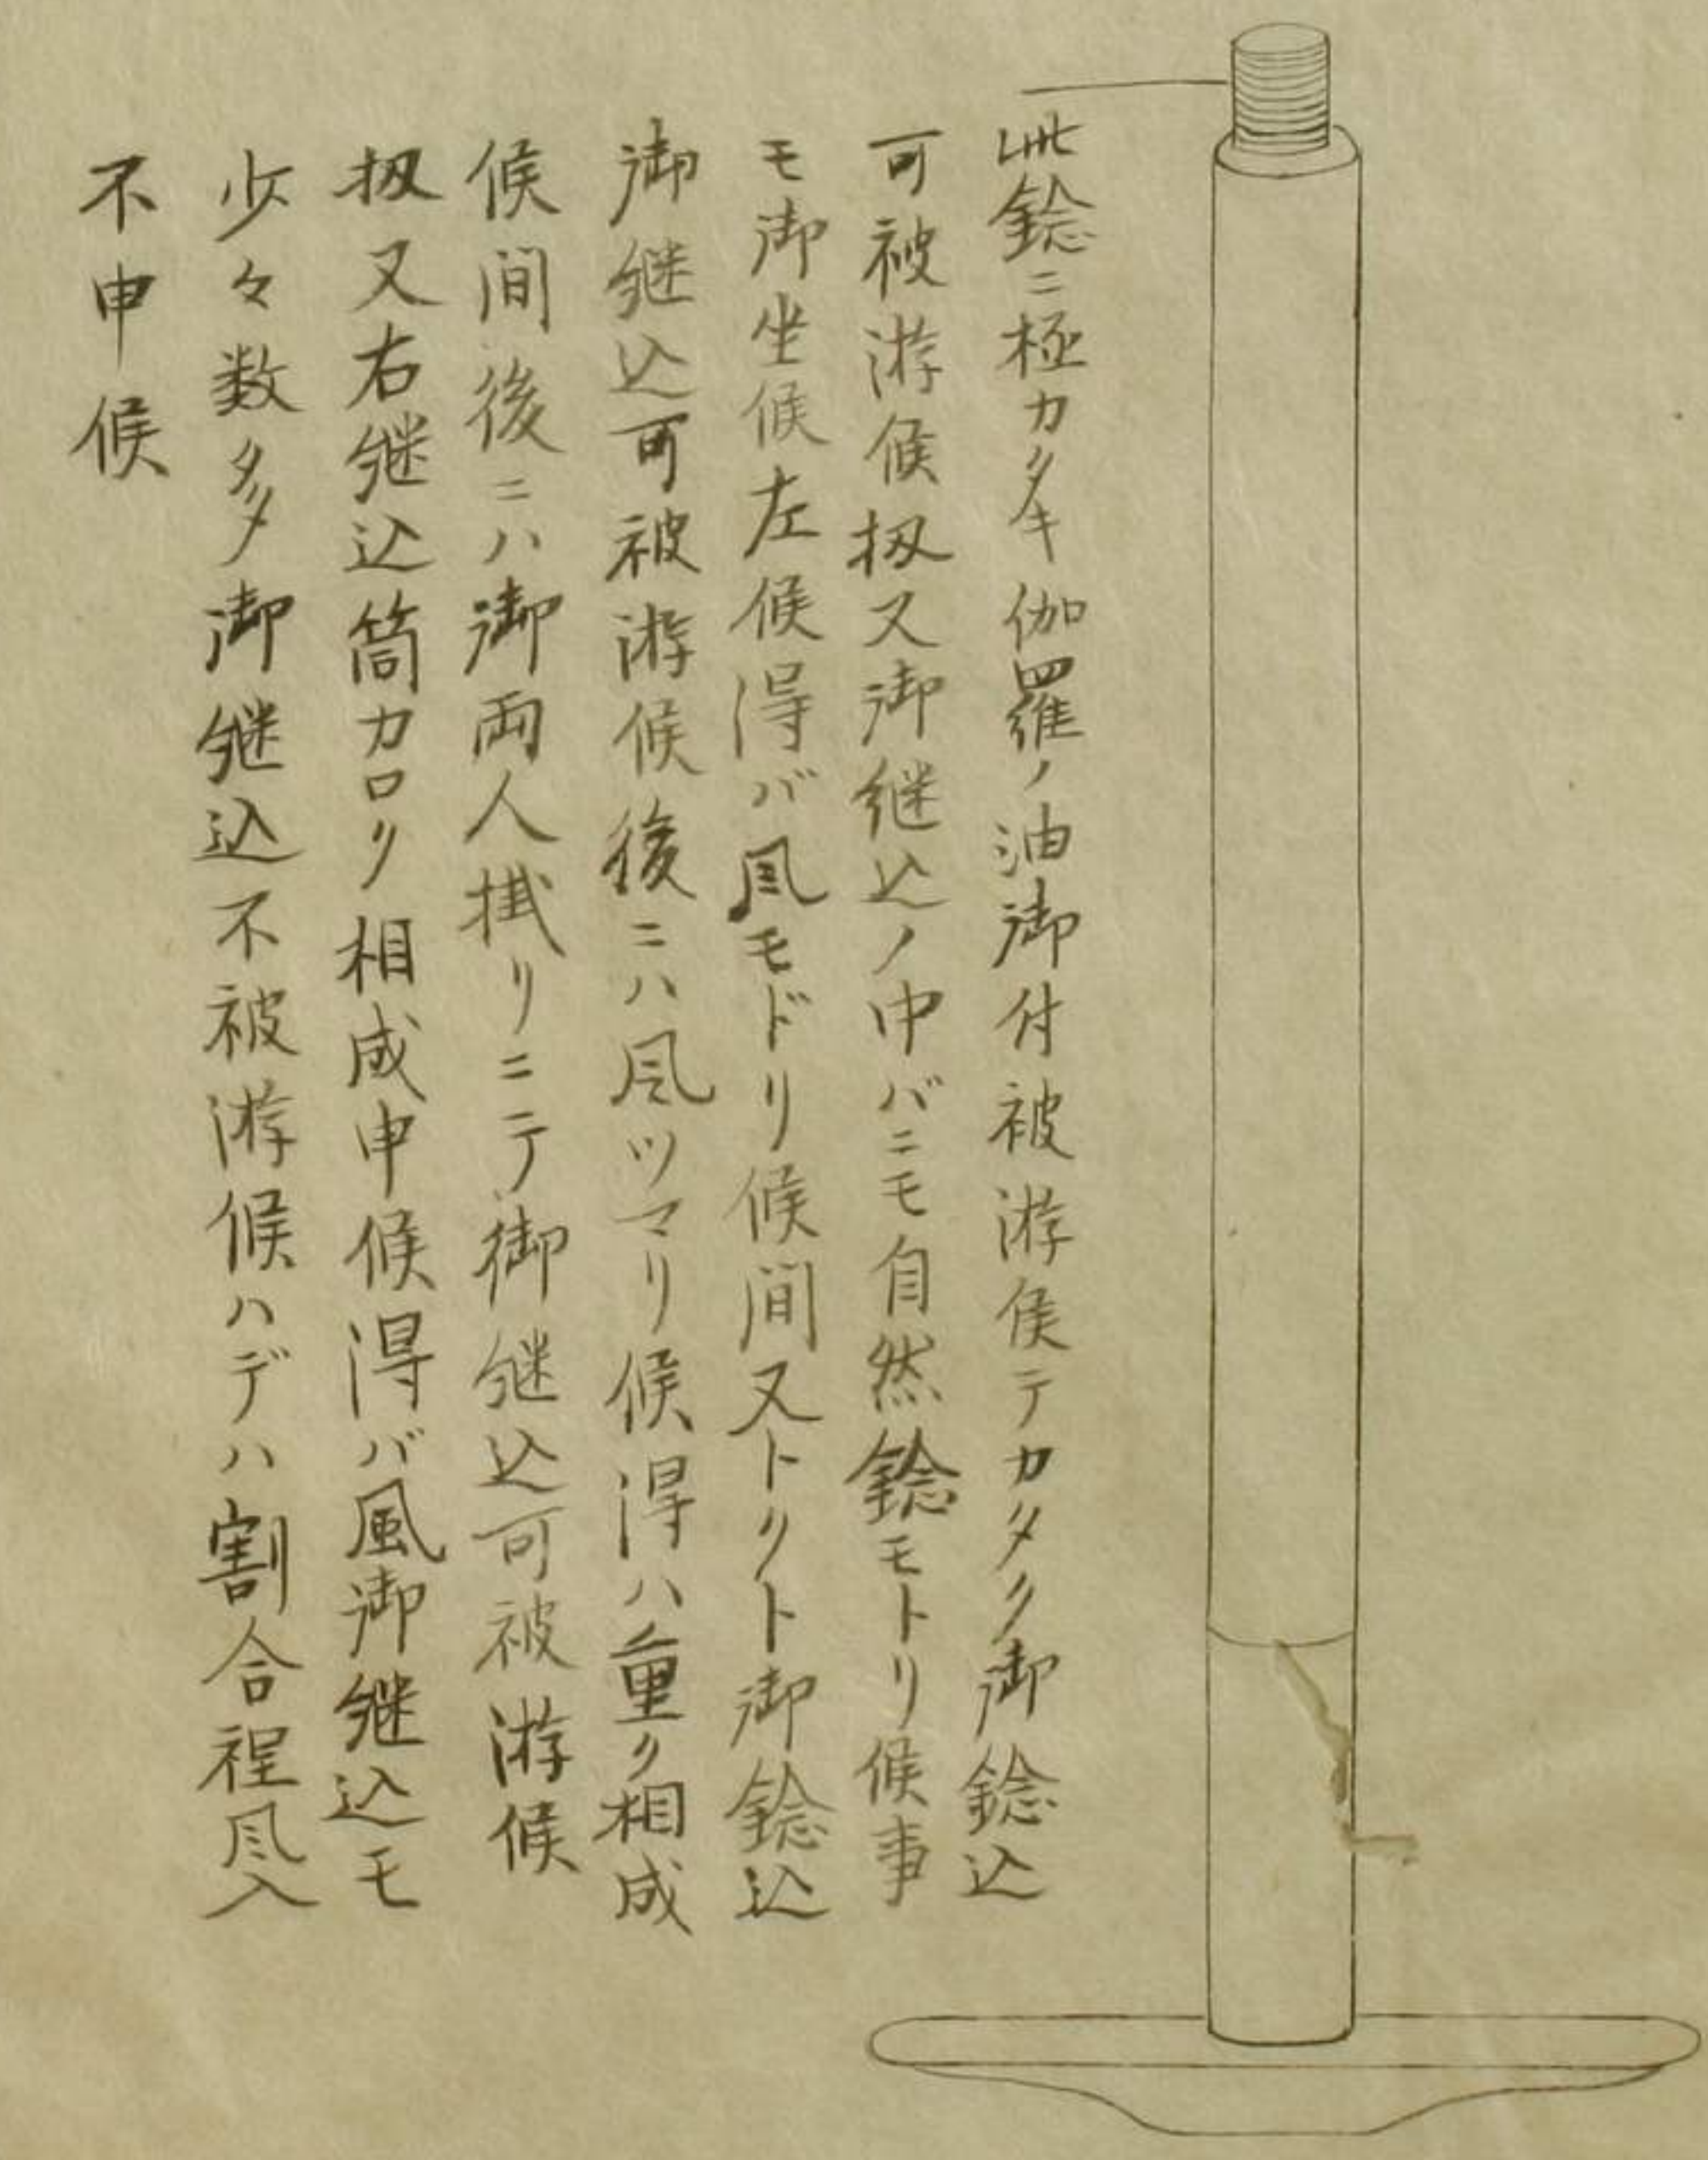 此鎴ニ極カタキ伽羅ノ油御付被游候テカタク御鎴込
可被游候扨又御継込ノ中バニモ自然鎴モトリ候事
モ御坐候左候得バ風モドリ候間又トクト御鎴込
御継込可被游候後ニハ風ツマリ候得ハ重ク相成
候間後ニハ御両人掛リニテ御継込可被游候
扨又右継込筒カロク相成申候得バ風御継込モ
少々数多ク御継込不被游候ハデハ割合程風入
不申候